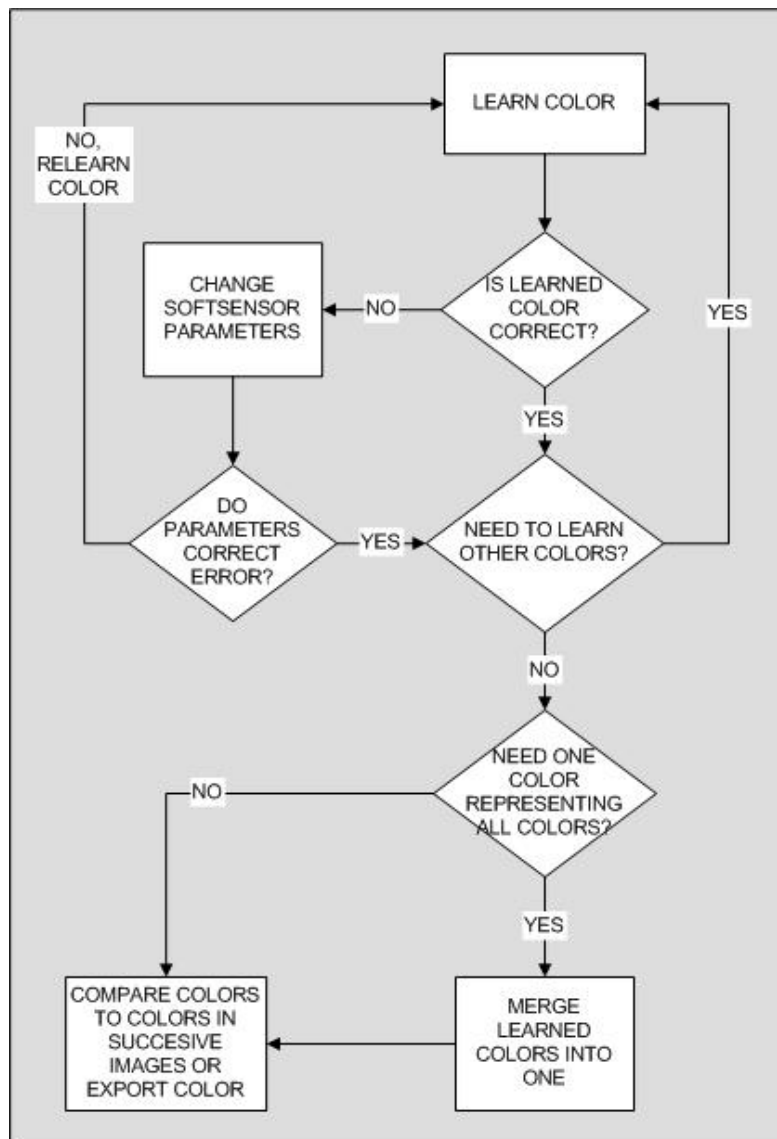 LEARN COLOR
NO,
RELEARN
COLOR
IS LEARNED
COLOR
CORRECT?
NO
CHANGE
SOFTSENSOR
PARAMETERS
YES
YES
DO
PARAMETERS
CORRECT
ERROR?
YES
NEED TO LEARN
OTHER COLORS?
NO
NEED ONE
COLOR
REPRESENTING
ALL COLORS?
NO
YES
COMPARE COLORS
TO COLORS IN
SUCCESIVE
IMAGES OR
EXPORT COLOR
MERGE
LEARNED
COLORS INTO
ONE